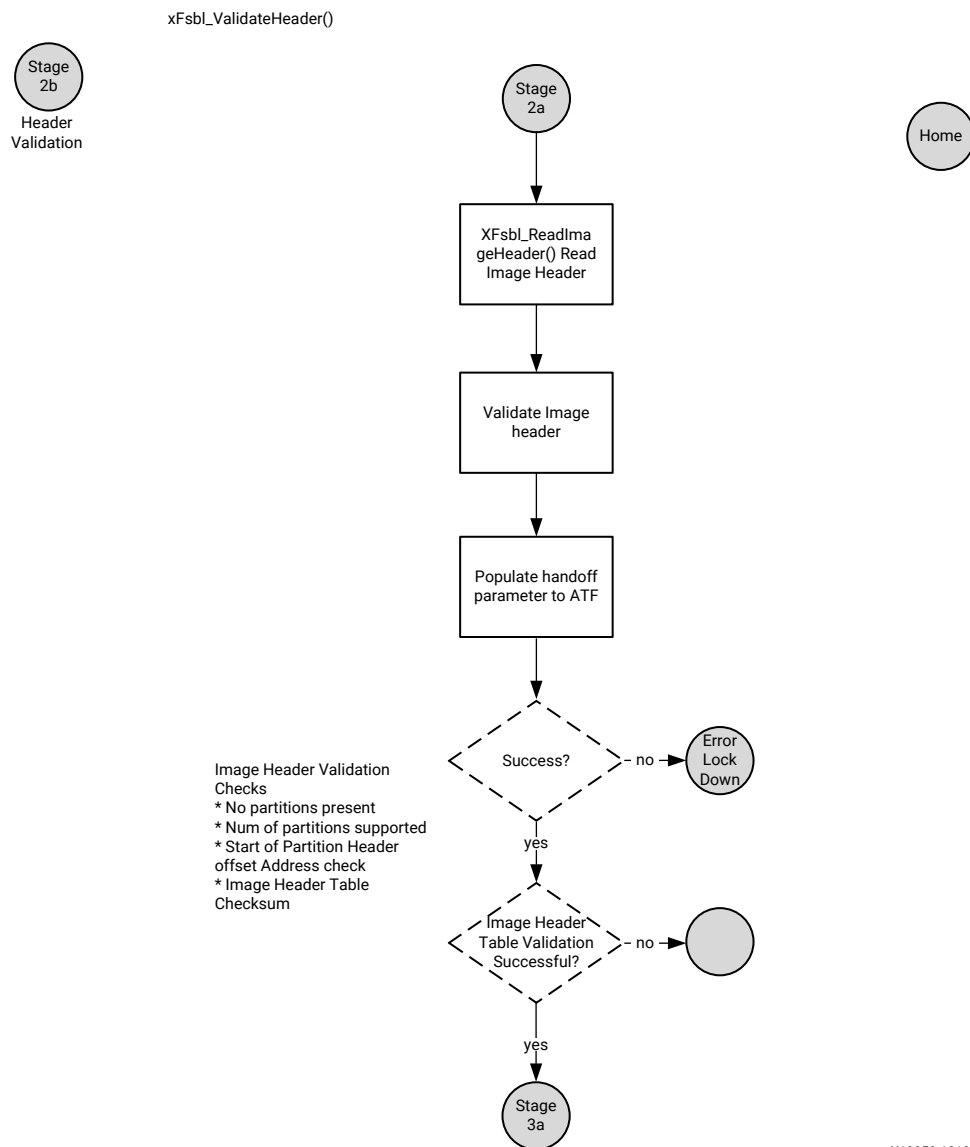 xFsbl_ValidateHeader()
Stage
2b
Header
Validation
Stage
2a
Home
XFsbl_ReadIma
geHeader() Read
Image Header
Validate Image
header
Populate handoff
parameter to ATF
Success?
no
Error
Lock
Down
Image Header Validation
Checks
* No partitions present
* Num of partitions supported
* Start of Partition Header
offset Address check
* Image Header Table
Checksum
yes
Image Header
Table Validation
Successful?
no
yes
Stage
3a